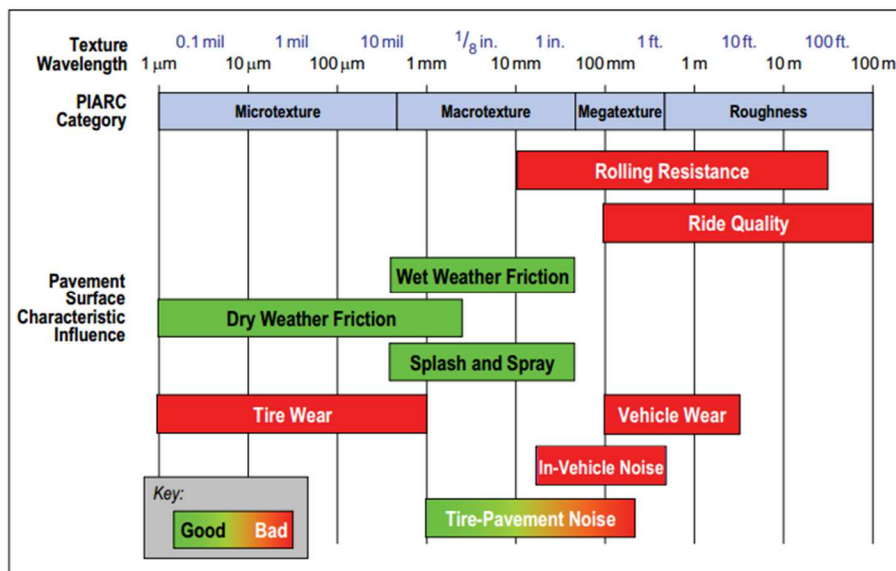 Texture Wavelength
0.1 mil 1 mil 10 mil 1/8 in. 1 in. 1 ft. 10 ft. 100 ft.
1 μm 10 μm 100 μm 1 mm 10 mm 100 mm 1 m 10 m 100 m
PIARC Category
Microtexture Macrotexture Megatexture Roughness
Rolling Resistance
Ride Quality
Pavement
Surface
Characteristic
Influence
Wet Weather Friction
Dry Weather Friction
Splash and Spray
Tire Wear Vehicle Wear
In-Vehicle Noise
Tire-Pavement Noise
Key:
Good Bad